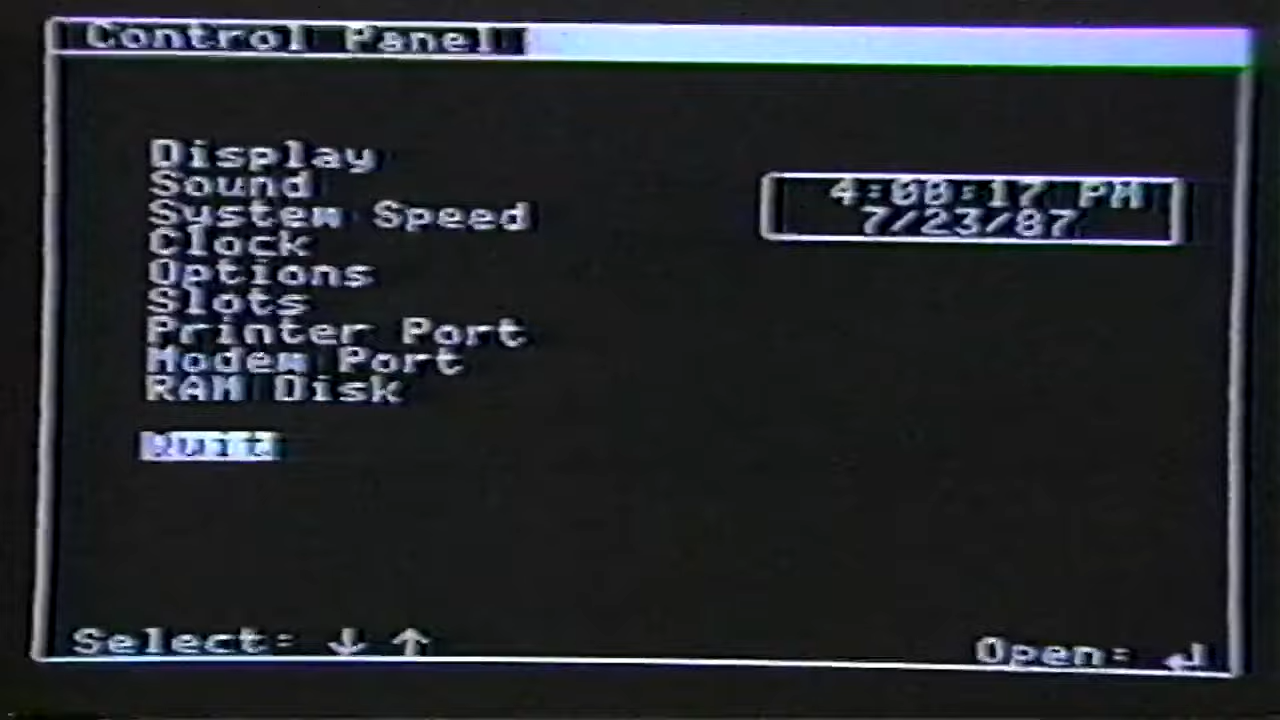 Control Panel
Display
Sound
System Speed
Clock
Options
Slots
Printer Port
Modem Port
RAM Disk
Quit
4:08:17 PM
7/23/87
Select: ↓ ↑
Open: ↵